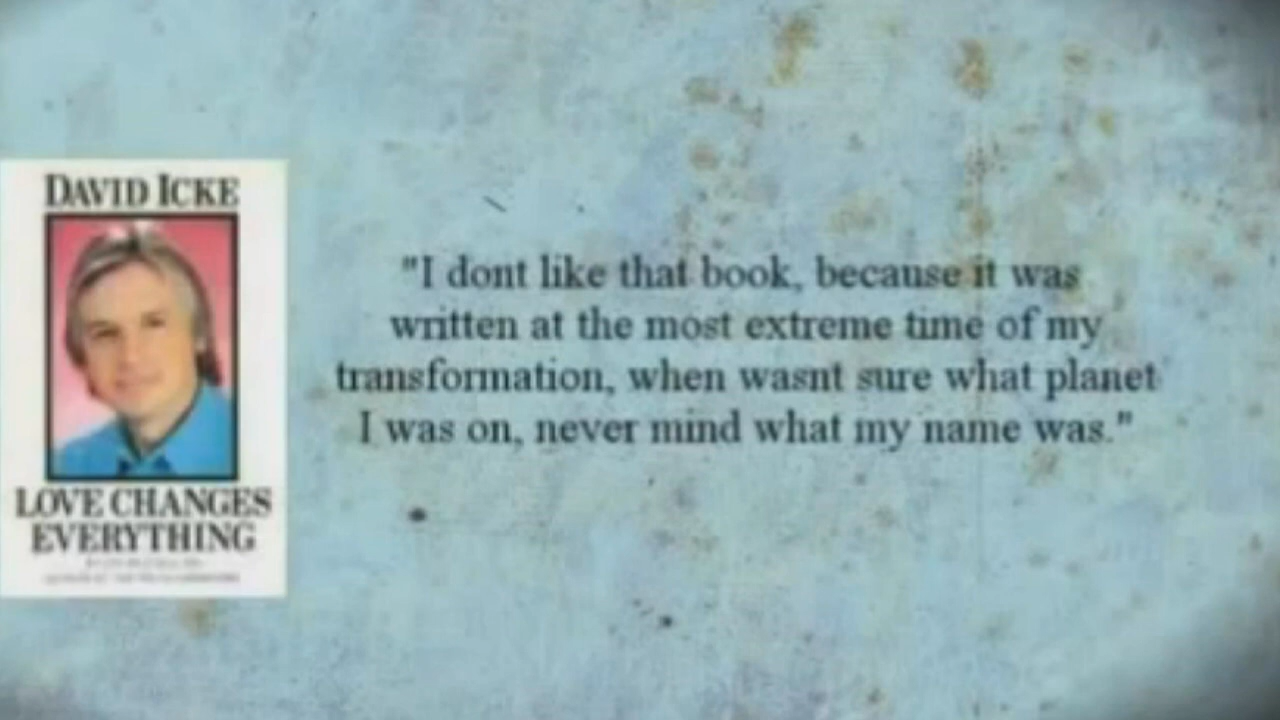 DAVID ICKE
LOVE CHANGES
EVERYTHING
"I dont like that book, because it was
written at the most extreme time of my
transformation, when wasnt sure what planet
I was on, never mind what my name was."